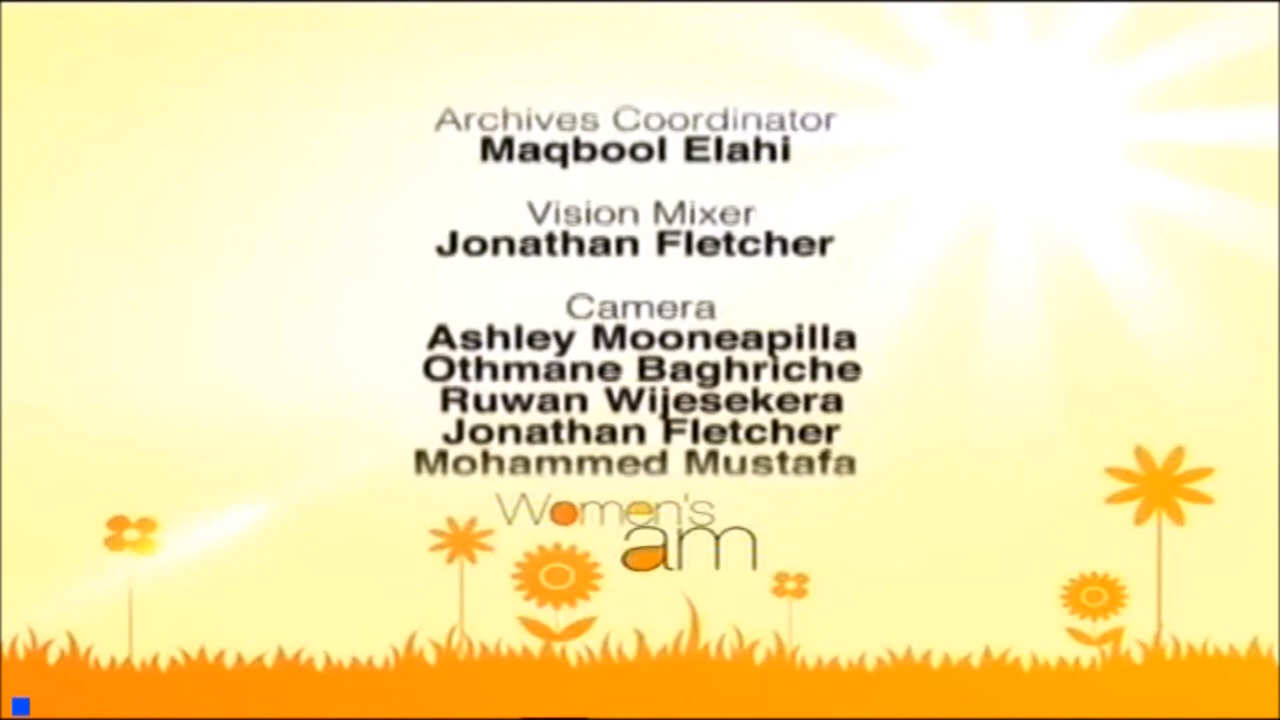 Archives Coordinator
Maqbool Elahi
Vision Mixer
Jonathan Fletcher
Camera
Ashley Mooneapilla
Othmane Baghriche
Ruwan Wijesekera
Jonathan Fletcher
Mohammed Mustafa
Women's
am